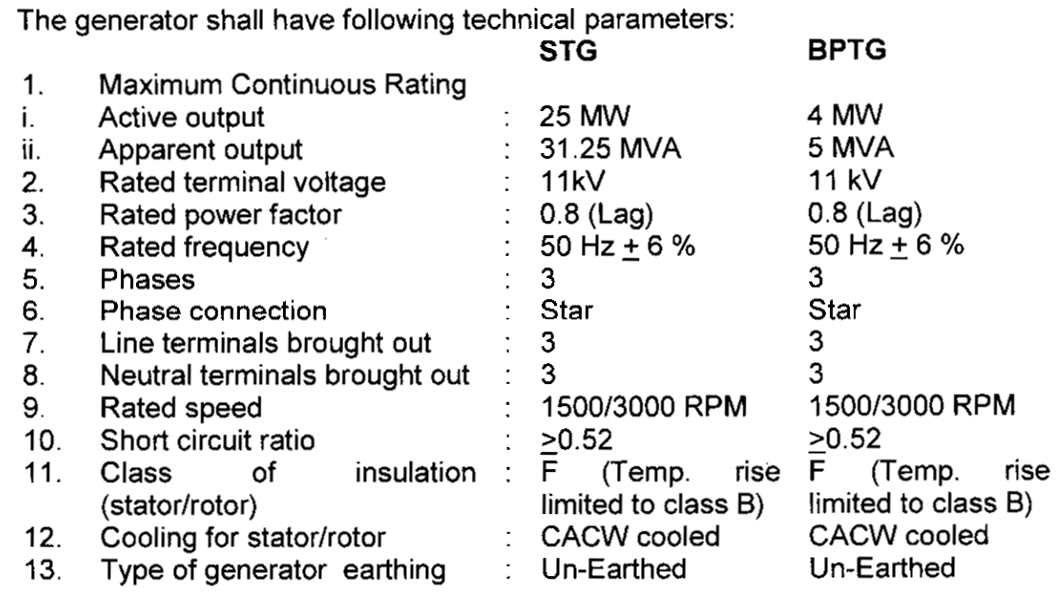 The generator shall have following technical parameters:
STG BPTG
1. Maximum Continuous Rating
i. Active output : 25 MW 4 MW
ii. Apparent output : 31.25 MVA 5 MVA
2. Rated terminal voltage : 11kV 11 kV
3. Rated power factor : 0.8 (Lag) 0.8 (Lag)
4. Rated frequency : 50 Hz ± 6 % 50 Hz ± 6 %
5. Phases : 3 3
6. Phase connection : Star Star
7. Line terminals brought out : 3 3
8. Neutral terminals brought out : 3 3
9. Rated speed : 1500/3000 RPM 1500/3000 RPM
10. Short circuit ratio : ≥0.52 ≥0.52
11. Class of insulation : F (Temp. rise F (Temp. rise
(stator/rotor) limited to class B) limited to class B)
12. Cooling for stator/rotor : CACW cooled CACW cooled
13. Type of generator earthing : Un-Earthed Un-Earthed